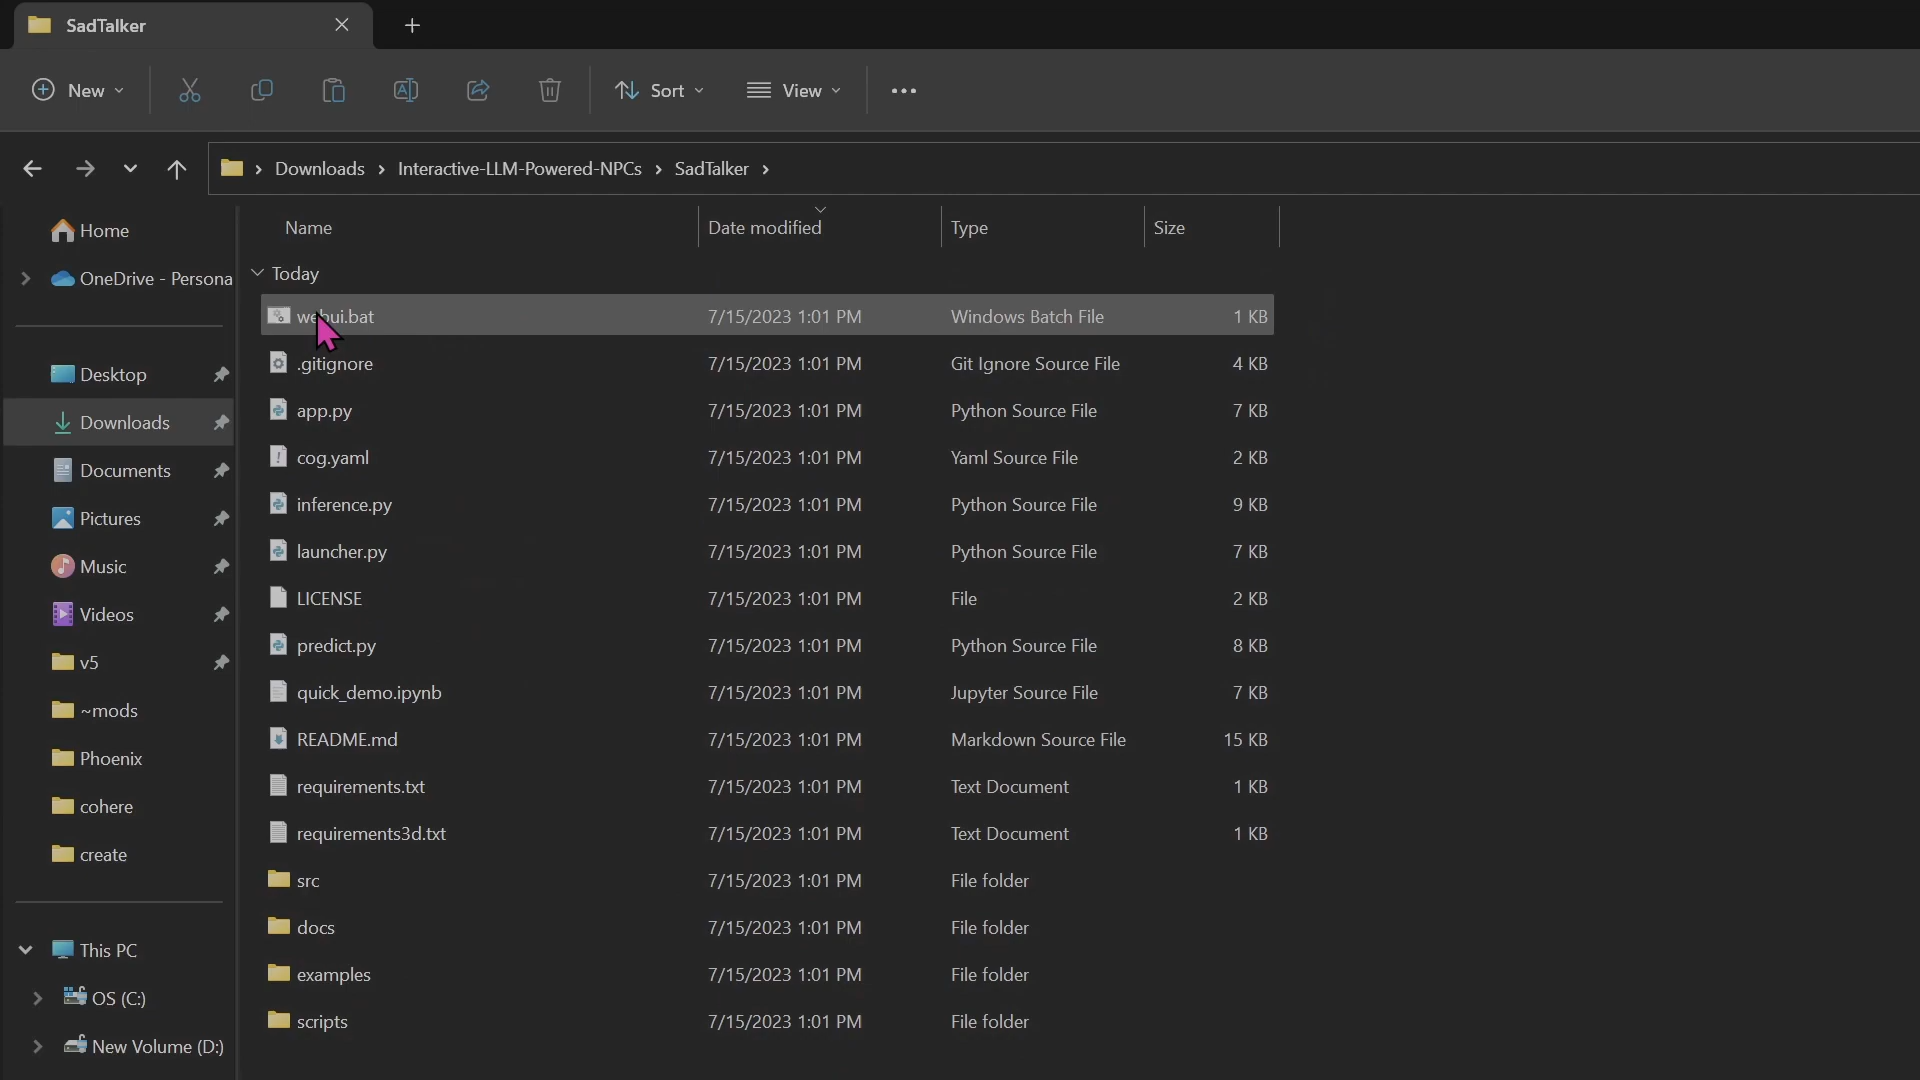 SadTalker
New
Sort
View
Downloads > Interactive-LLM-Powered-NPCs > SadTalker >
Name Date modified Type Size
Home
OneDrive - Persona
Desktop
Downloads
Documents
Pictures
Music
Videos
v5
~mods
Phoenix
cohere
create
This PC
OS (C:)
New Volume (D:)
Today
webui.bat 7/15/2023 1:01 PM Windows Batch File 1 KB
.gitignore 7/15/2023 1:01 PM Git Ignore Source File 4 KB
app.py 7/15/2023 1:01 PM Python Source File 7 KB
cog.yaml 7/15/2023 1:01 PM Yaml Source File 2 KB
inference.py 7/15/2023 1:01 PM Python Source File 9 KB
launcher.py 7/15/2023 1:01 PM Python Source File 7 KB
LICENSE 7/15/2023 1:01 PM File 2 KB
predict.py 7/15/2023 1:01 PM Python Source File 8 KB
quick_demo.ipynb 7/15/2023 1:01 PM Jupyter Source File 7 KB
README.md 7/15/2023 1:01 PM Markdown Source File 15 KB
requirements.txt 7/15/2023 1:01 PM Text Document 1 KB
requirements3d.txt 7/15/2023 1:01 PM Text Document 1 KB
src 7/15/2023 1:01 PM File folder
docs 7/15/2023 1:01 PM File folder
examples 7/15/2023 1:01 PM File folder
scripts 7/15/2023 1:01 PM File folder